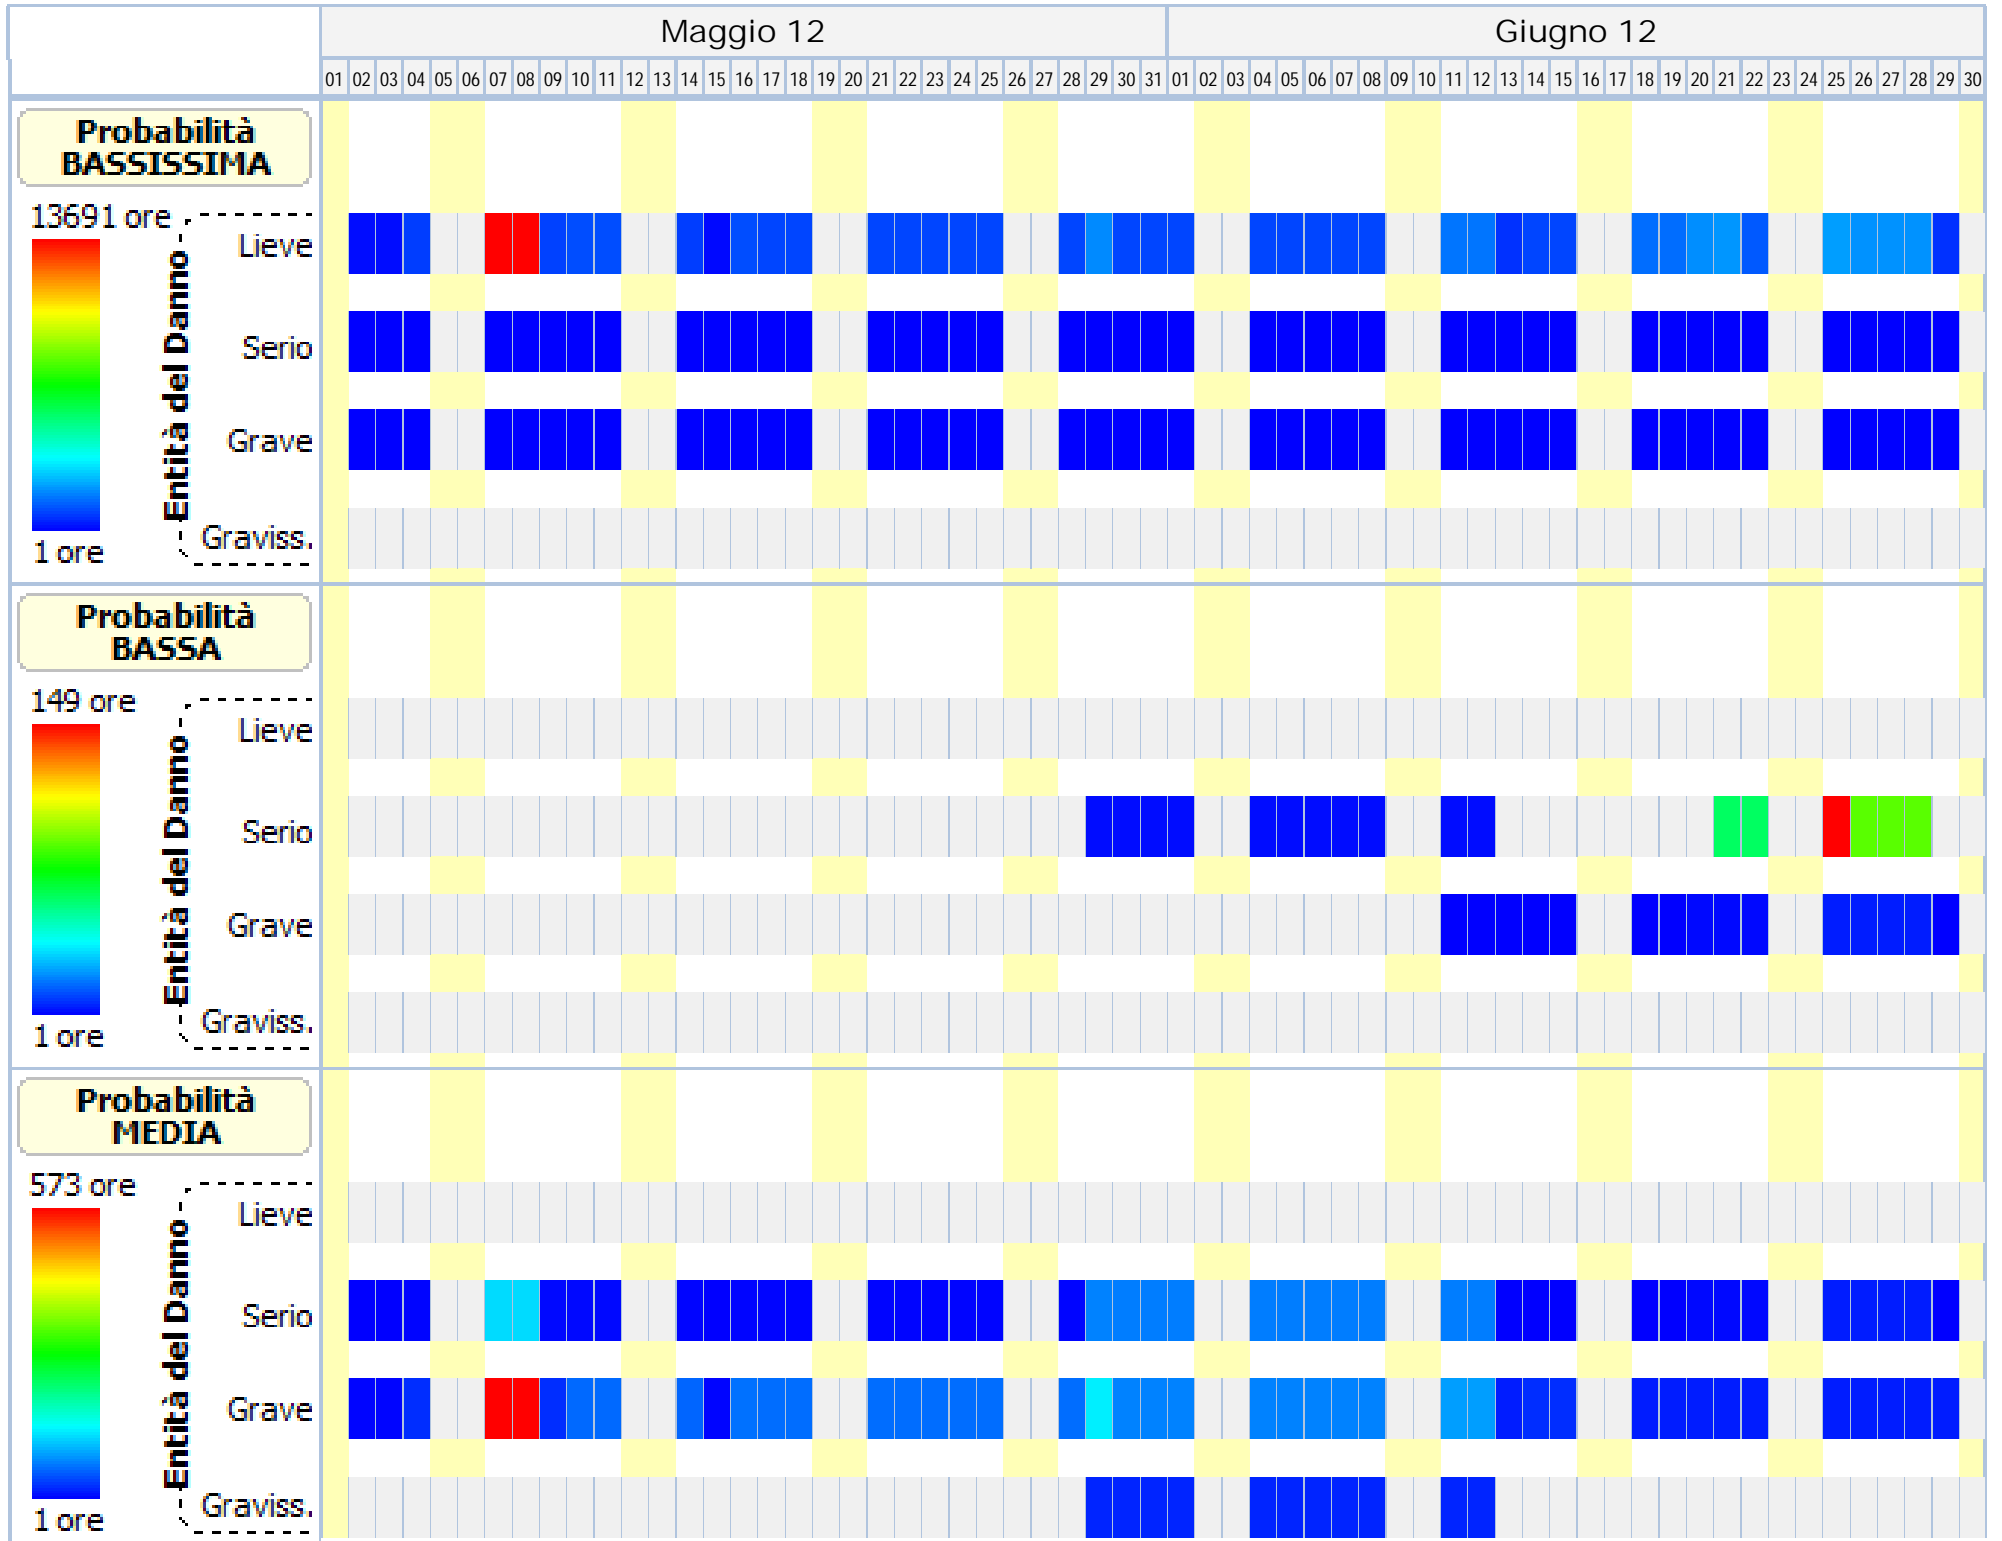 Maggio 12 Giugno 12
01 02 03 04 05 06 07 08 09 10 11 12 13 14 15 16 17 18 19 20 21 22 23 24 25 26 27 28 29 30 31 01 02 03 04 05 06 07 08 09 10 11 12 13 14 15 16 17 18 19 20 21 22 23 24 25 26 27 28 29 30
Probabilità
BASSISSIMA
13691 ore
1 ore
Entità del Danno
Lieve
Serio
Grave
Graviss.
Probabilità
BASSA
149 ore
1 ore
Entità del Danno
Lieve
Serio
Grave
Graviss.
Probabilità
MEDIA
573 ore
1 ore
Entità del Danno
Lieve
Serio
Grave
Graviss.